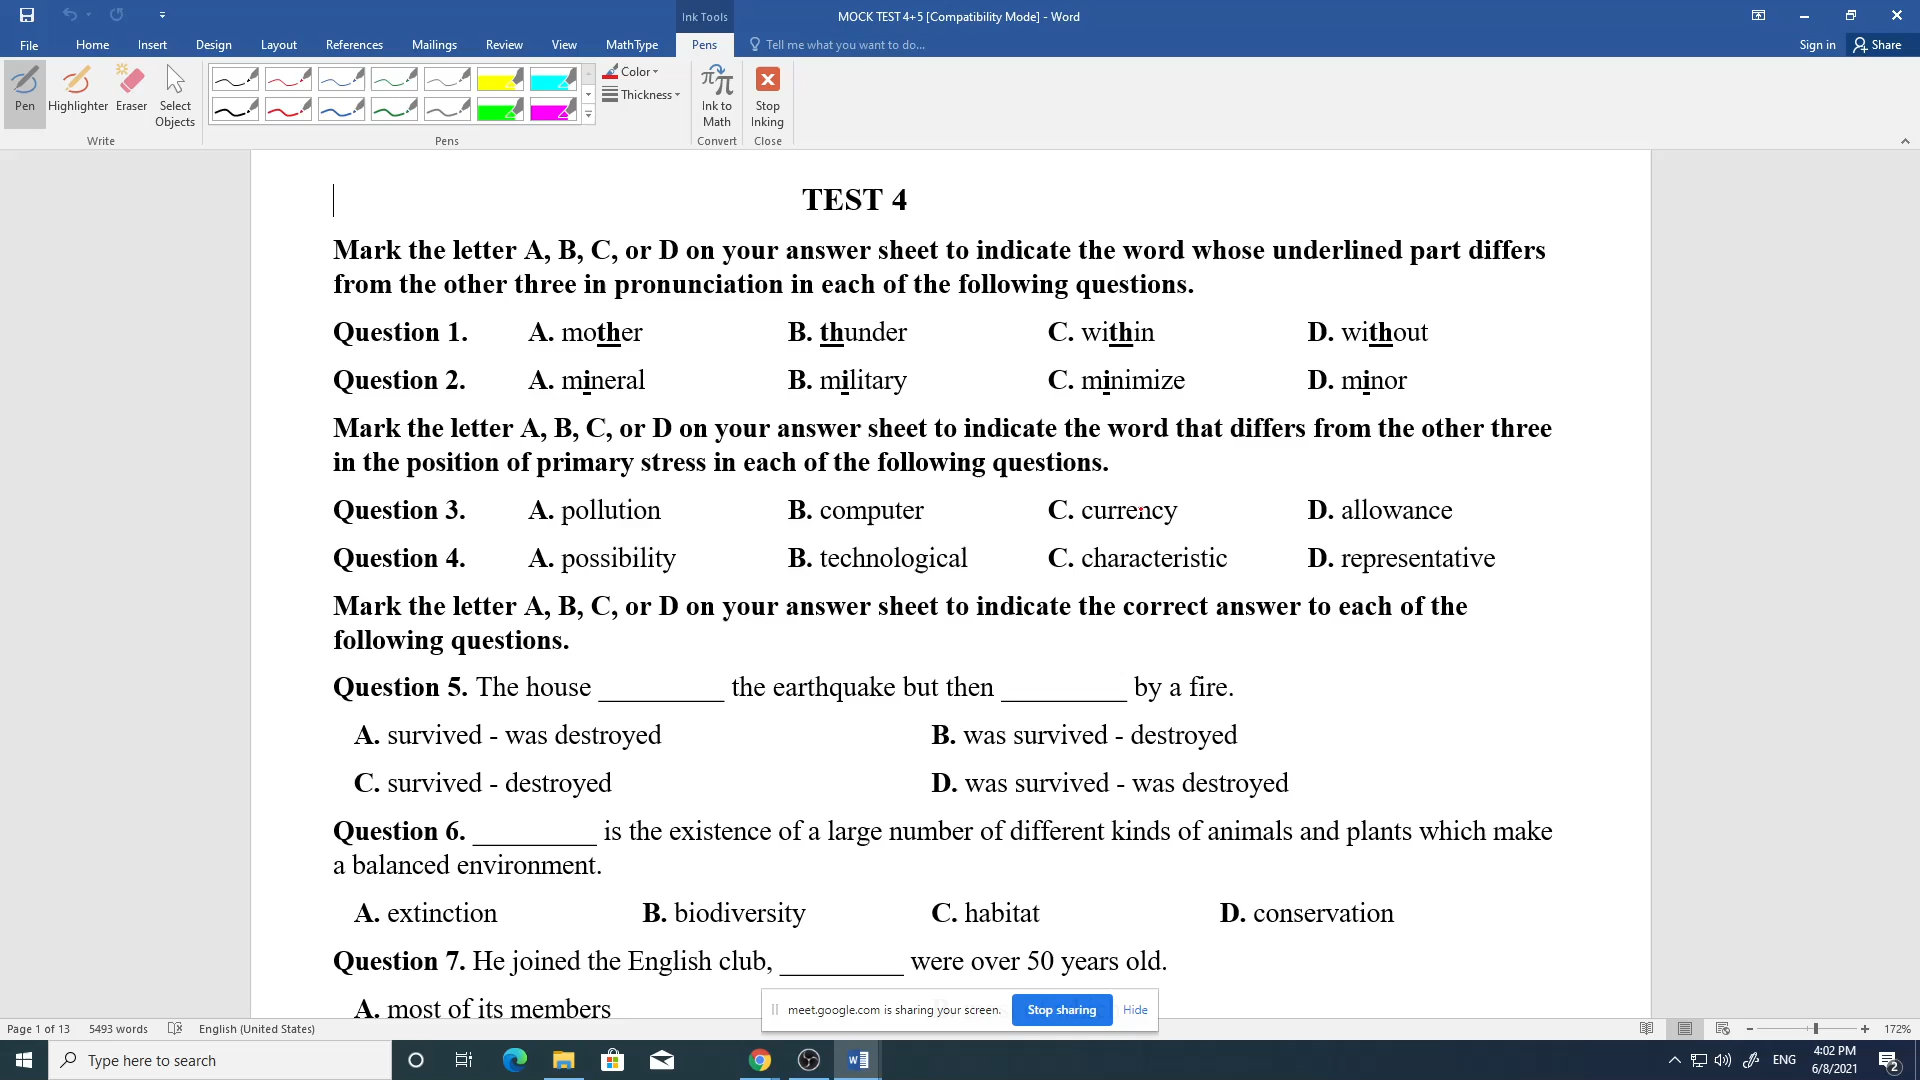 Ink Tools
MOCK TEST 4+5 [Compatibility Mode] - Word
File Home Insert Design Layout References Mailings Review View MathType Pens Tell me what you want to do... Sign in Share
Pen Highlighter Eraser Select Objects
Color
Thickness
Ink to Math
Stop Inking
Write Pens Convert Close
TEST 4
Mark the letter A, B, C, or D on your answer sheet to indicate the word whose underlined part differs
from the other three in pronunciation in each of the following questions.
Question 1. A. mother B. thunder C. within D. without
Question 2. A. mineral B. military C. minimize D. minor
Mark the letter A, B, C, or D on your answer sheet to indicate the word that differs from the other three
in the position of primary stress in each of the following questions.
Question 3. A. pollution B. computer C. currency D. allowance
Question 4. A. possibility B. technological C. characteristic D. representative
Mark the letter A, B, C, or D on your answer sheet to indicate the correct answer to each of the
following questions.
Question 5. The house _________ the earthquake but then _________ by a fire.
A. survived - was destroyed B. was survived - destroyed
C. survived - destroyed D. was survived - was destroyed
Question 6. _________ is the existence of a large number of different kinds of animals and plants which make
a balanced environment.
A. extinction B. biodiversity C. habitat D. conservation
Question 7. He joined the English club, _________ were over 50 years old.
A. most of its members
meet.google.com is sharing your screen. Stop sharing Hide
Page 1 of 13 5493 words English (United States) 172%
Type here to search
ENG
4:02 PM
6/8/2021
2